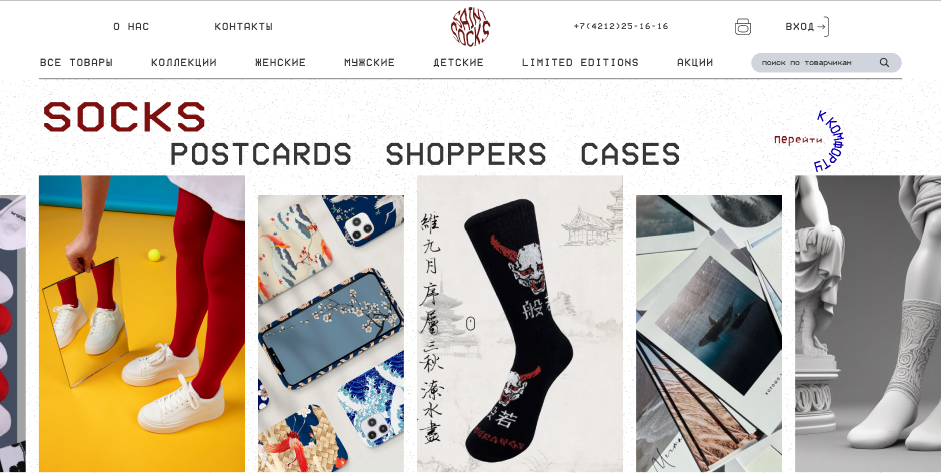 О НАС
КОНТАКТЫ
SAINT
SOCKS
+7(4212)25-16-16
ВХОД
ВСЕ ТОВАРЫ
КОЛЛЕКЦИИ
ЖЕНСКИЕ
МУЖСКИЕ
ДЕТСКИЕ
LIMITED EDITIONS
АКЦИИ
поиск по товарчикам
SOCKS
POSTCARDS SHOPPERS CASES
перейти
К КОМФОРТУ
維九月序屬三秋潦水盡
般
般若